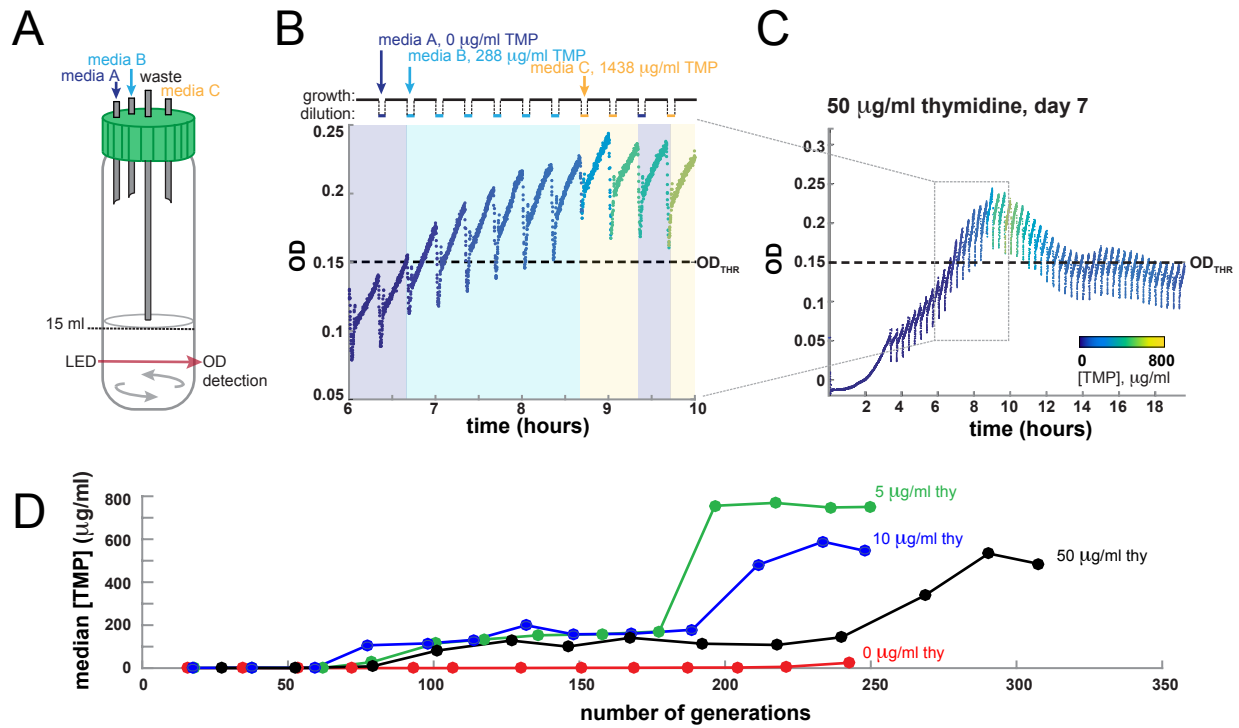 A
media B
media A
waste
media C
15 ml
LED
OD
detection
B
media A, 0 μg/ml TMP
media B, 288 μg/ml TMP
media C, 1438 μg/ml TMP
growth:
dilution:
0.25
0.2
0.15
0.1
0.05
OD
OD THR
6
7
8
9
10
time (hours)
C
50 μg/ml thymidine, day 7
0.3
0.25
0.2
0.15
0.1
0.05
0
OD
OD THR
0
800
[TMP], μg/ml
2
4
6
8
10
12
14
16
18
time (hours)
D
800
600
400
200
0
median [TMP] (μg/ml)
5 μg/ml thy
10 μg/ml thy
50 μg/ml thy
0 μg/ml thy
0
50
100
150
200
250
300
350
number of generations